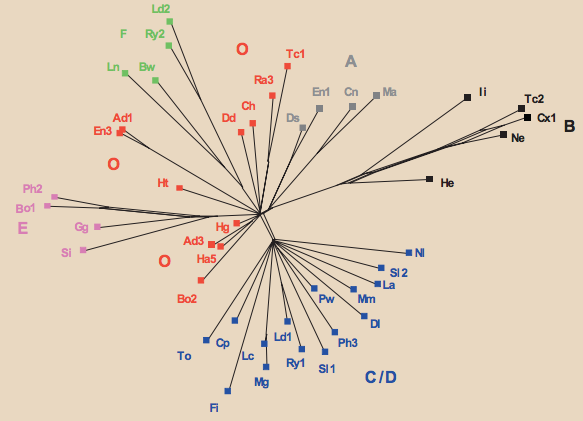 Ld2
F
Ry2
O
Tc1
A
Ln
Bw
Ra3
En1
Cn
Ma
Ii
Tc2
Ad1
Ch
Cx1
B
En3
Dd
Ds
Ne
O
Ht
He
Ph2
Bo1
E
Gg
Hg
Si
Ad3
Ha5
O
Nl
Sl2
La
Bo2
Pw
Mm
Dl
Ld1
Cp
Ph3
To
Lc
Ry1
Sl1
Mg
C/D
Fi